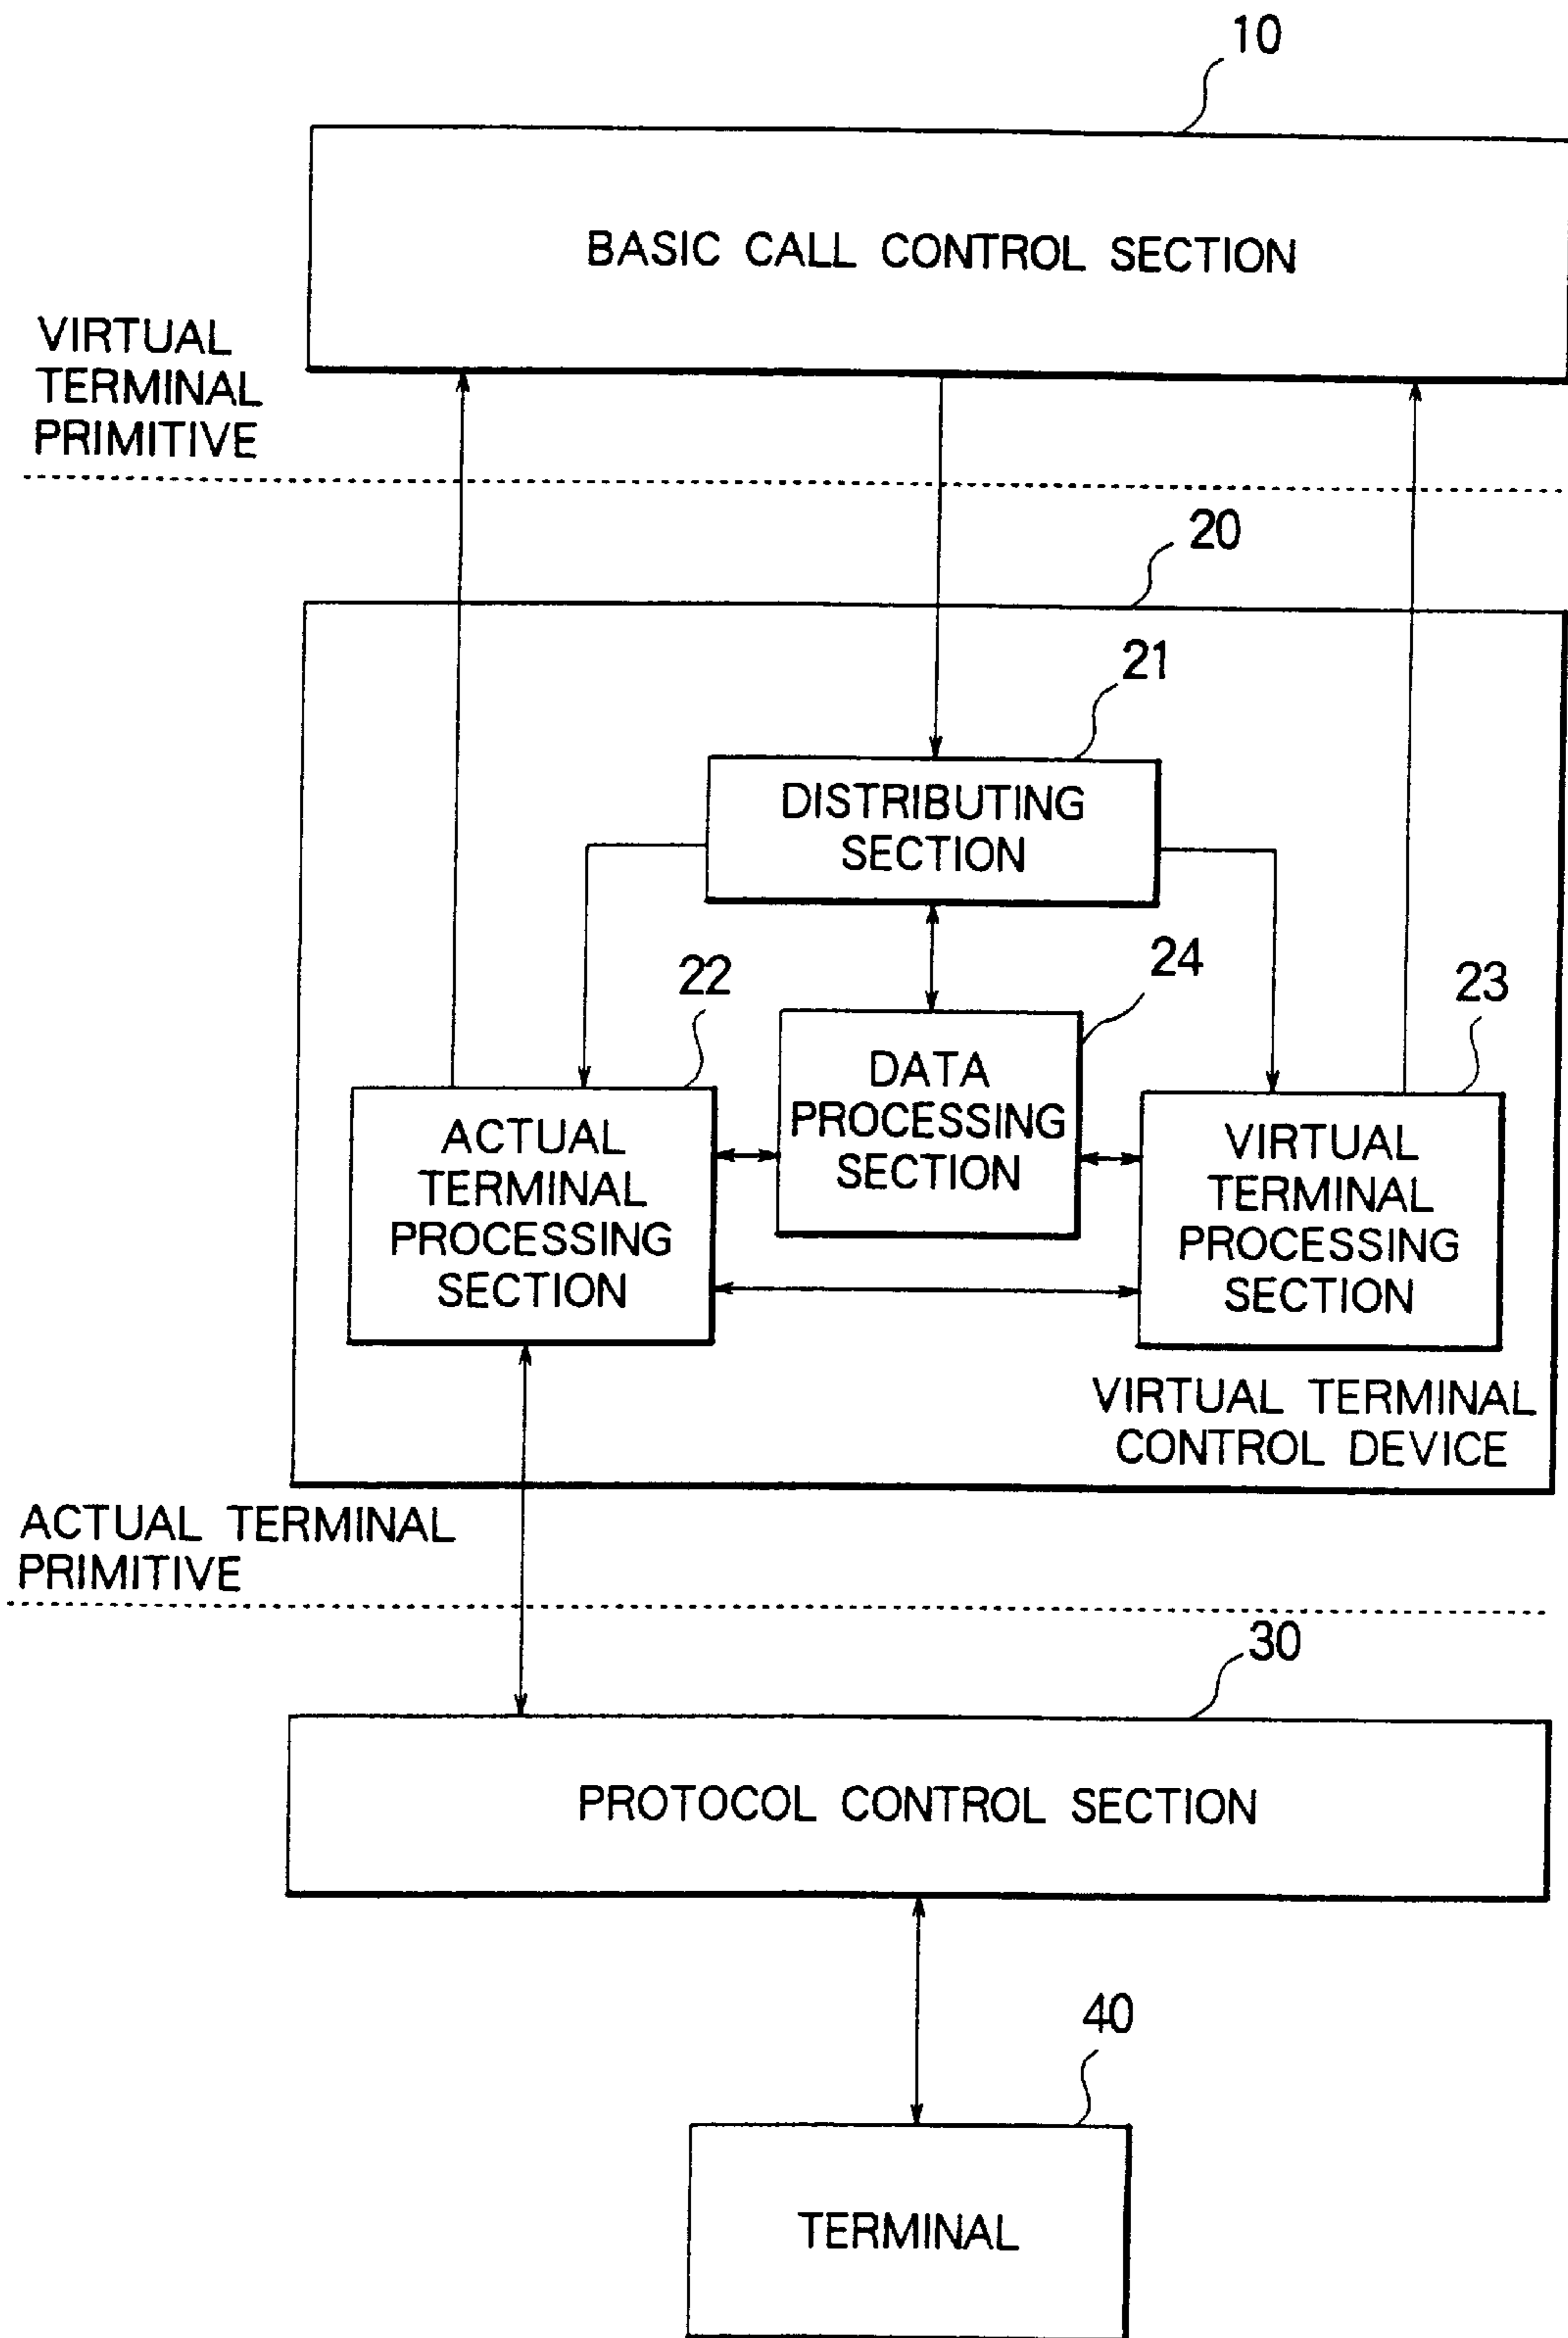 10
BASIC CALL CONTROL SECTION
VIRTUAL
TERMINAL
PRIMITIVE
20
21
DISTRIBUTING
SECTION
22
24
23
DATA
PROCESSING
SECTION
ACTUAL
TERMINAL
PROCESSING
SECTION
VIRTUAL
TERMINAL
PROCESSING
SECTION
VIRTUAL TERMINAL
CONTROL DEVICE
ACTUAL TERMINAL
PRIMITIVE
30
PROTOCOL CONTROL SECTION
40
TERMINAL